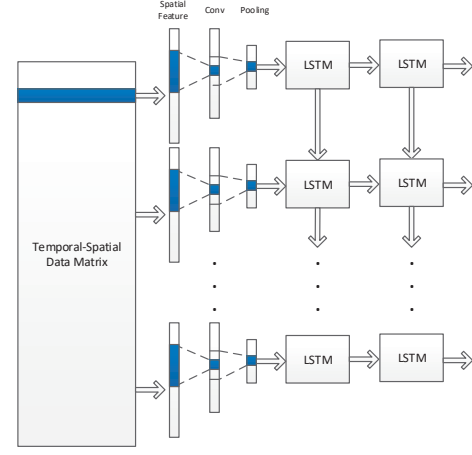 Spatial
Feature
Conv
Pooling
LSTM
LSTM
LSTM
LSTM
Temporal-Spatial
Data Matrix
LSTM
LSTM